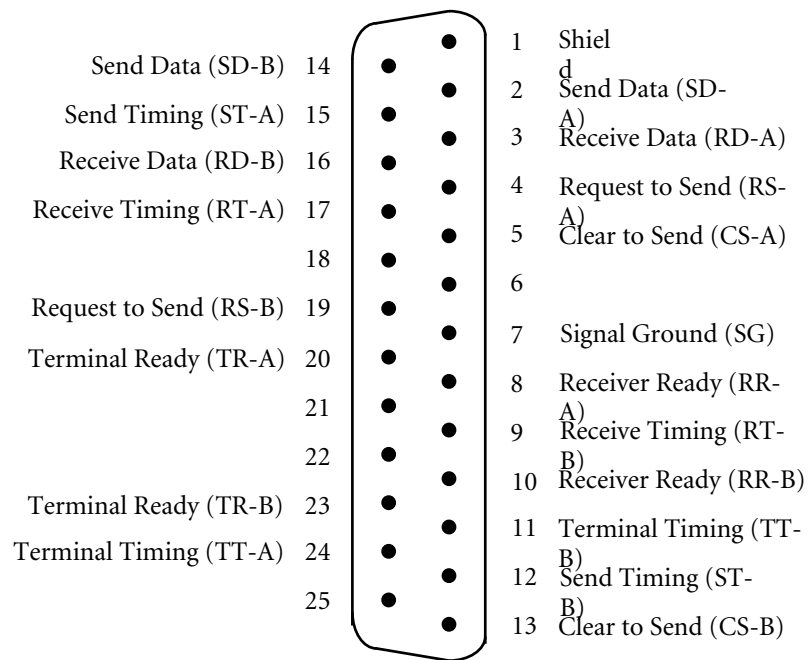 Send Data (SD-B) 14
Send Timing (ST-A) 15
Receive Data (RD-B) 16
Receive Timing (RT-A) 17
18
Request to Send (RS-B) 19
Terminal Ready (TR-A) 20
21
22
Terminal Ready (TR-B) 23
Terminal Timing (TT-A) 24
25
1 Shiel
d
2 Send Data (SD-
A)
3 Receive Data (RD-A)
4 Request to Send (RS-
A)
5 Clear to Send (CS-A)
6
7 Signal Ground (SG)
8 Receiver Ready (RR-
A)
9 Receive Timing (RT-
B)
10 Receiver Ready (RR-B)
11 Terminal Timing (TT-
B)
12 Send Timing (ST-
B)
13 Clear to Send (CS-B)